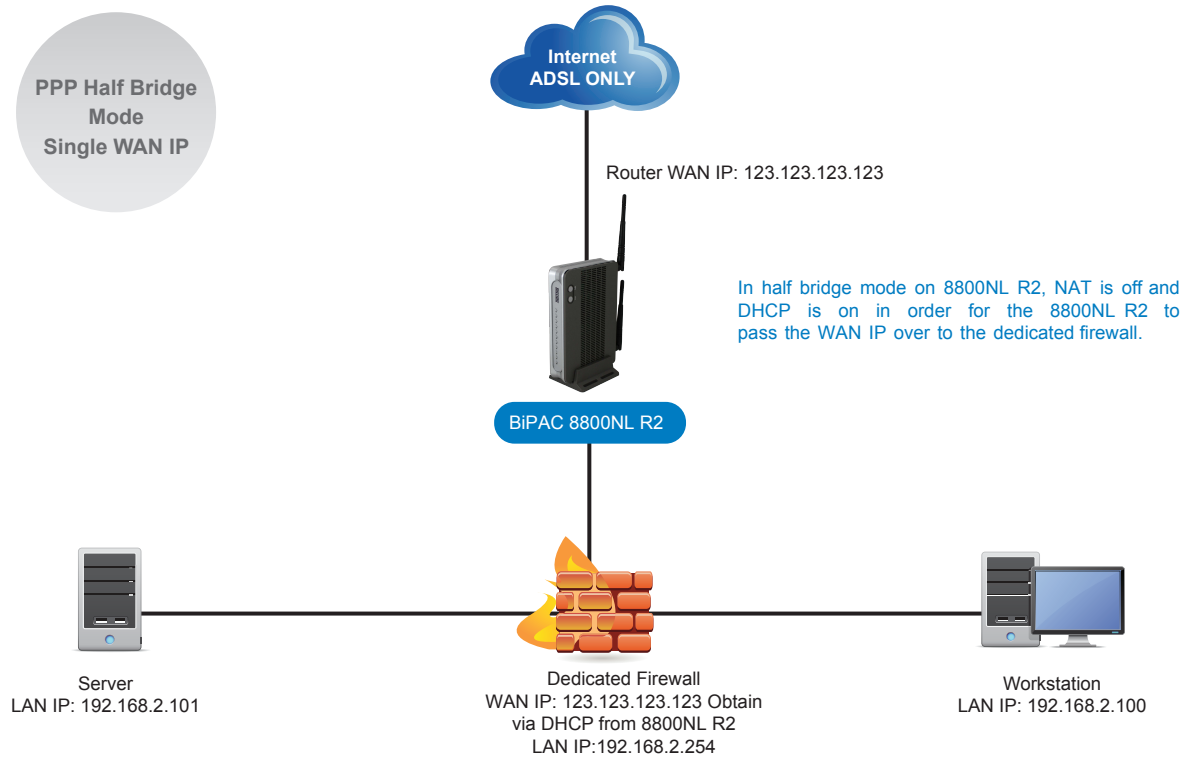 PPP Half Bridge
Mode
Single WAN IP
Internet
ADSL ONLY
Router WAN IP: 123.123.123.123
In half bridge mode on 8800NL R2, NAT is off and
DHCP is on in order for the 8800NL R2 to
pass the WAN IP over to the dedicated firewall.
BiPAC 8800NL R2
Server
LAN IP: 192.168.2.101
Dedicated Firewall
WAN IP: 123.123.123.123 Obtain
via DHCP from 8800NL R2
LAN IP:192.168.2.254
Workstation
LAN IP: 192.168.2.100